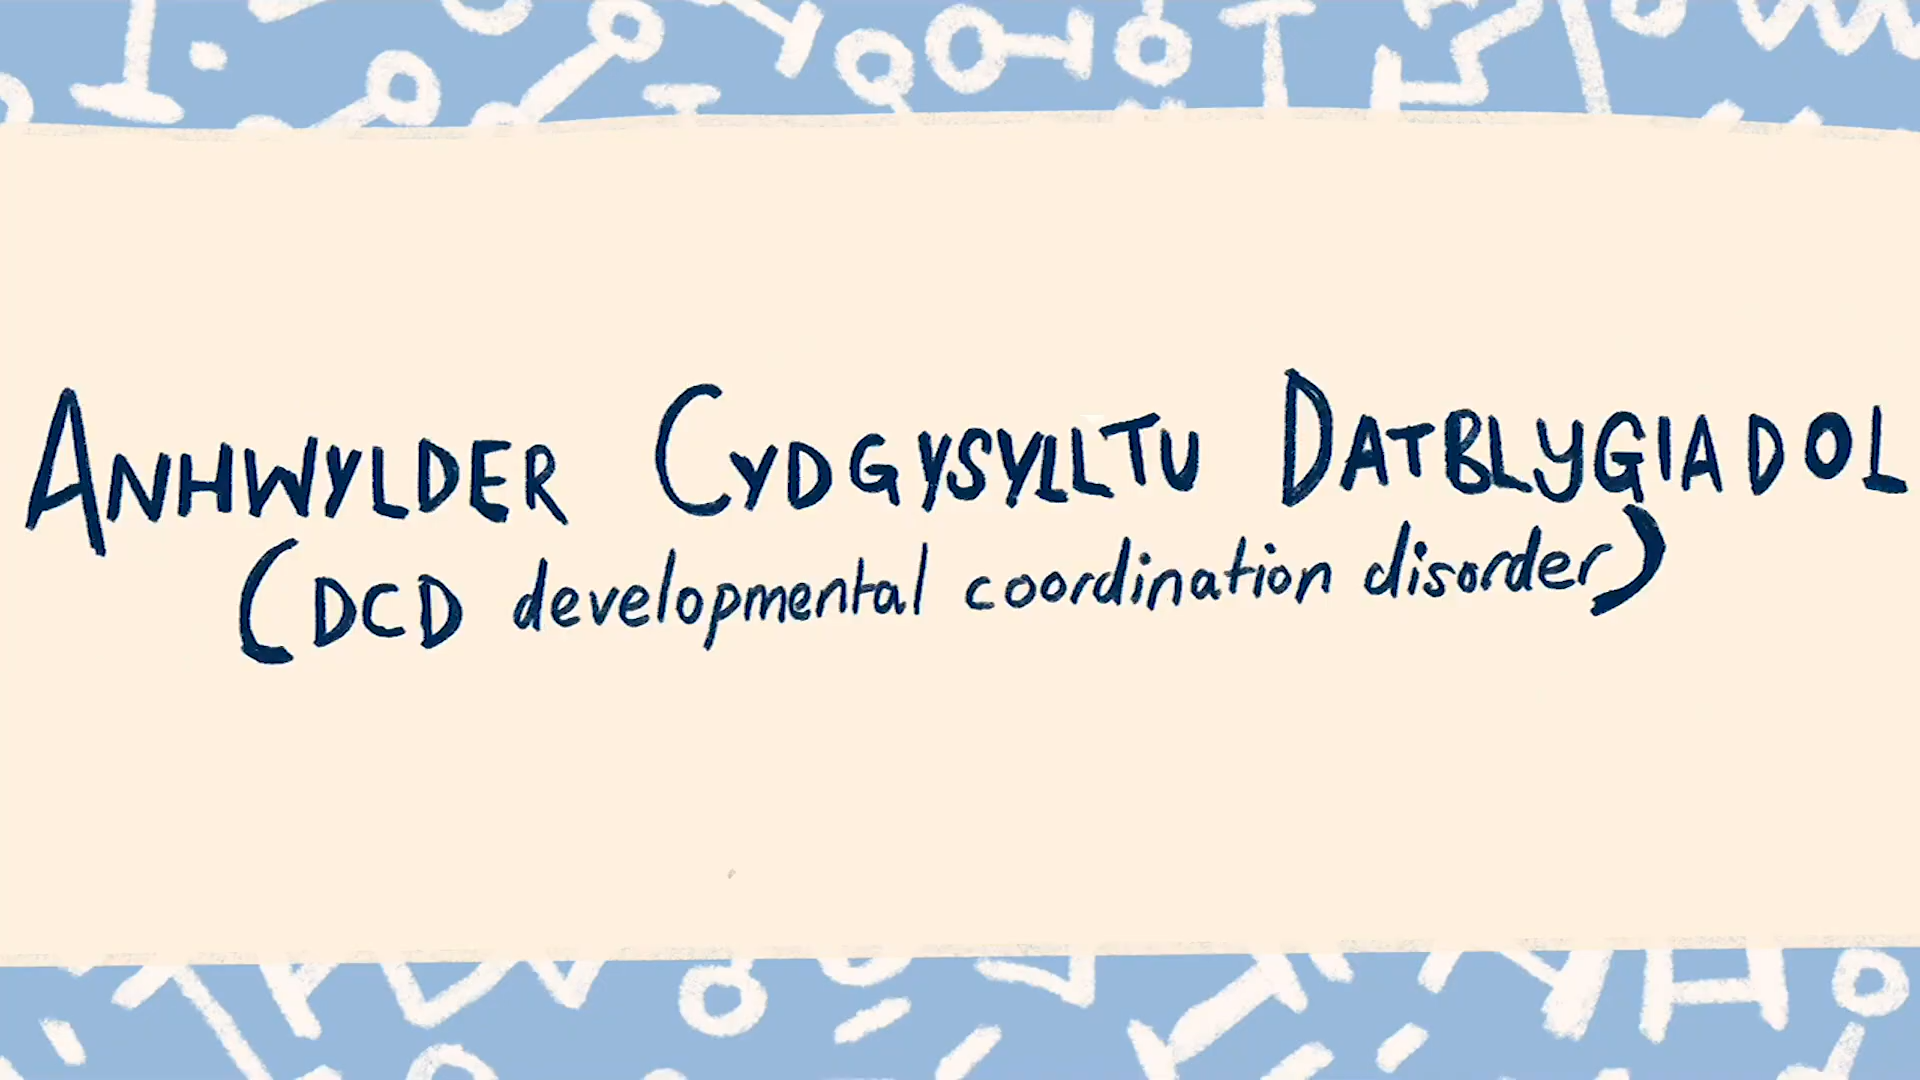 ANHWYLDER CYDGYSYLLTU DATBLYGIADOL
(DCD developmental coordination disorder)